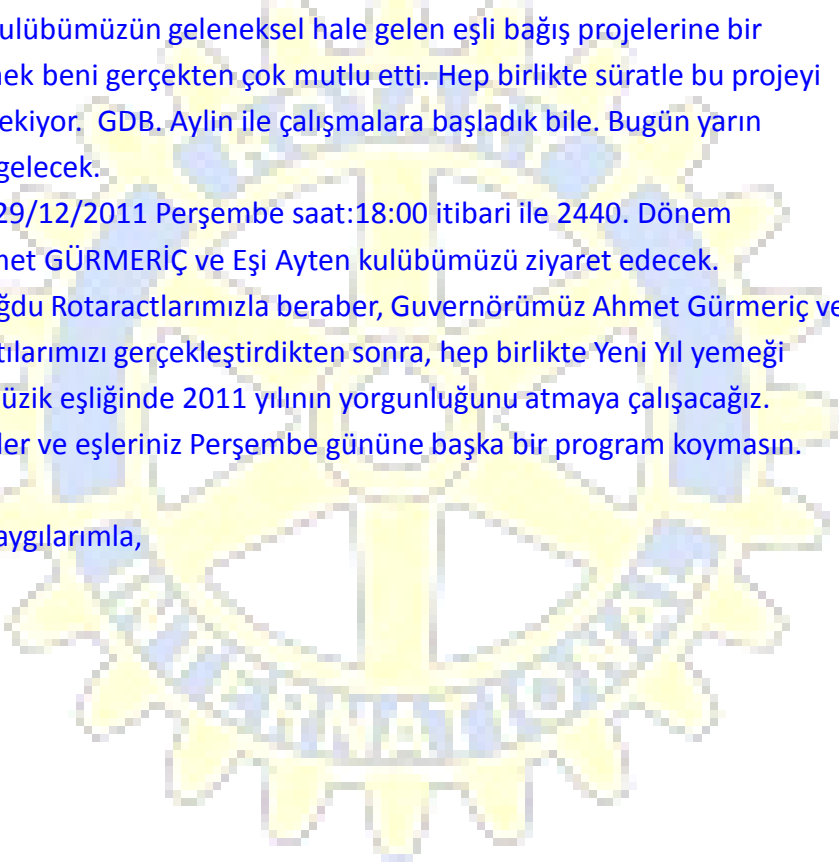 ulübümüzün geleneksel hale gelen eşli bağış projelerine bir
nek beni gerçekten çok mutlu etti. Hep birlikte süratle bu projeyi
ekiyor. GDB. Aylin ile çalışmalara başladık bile. Bugün yarın
gelecek.
29/12/2011 Perşembe saat:18:00 itibari ile 2440. Dönem
met GÜRMERİÇ ve Eşi Ayten kulübümüzü ziyaret edecek.
ğdu Rotaractlarımızla beraber, Guvernörümüz Ahmet Gürmeriç ve
tılarımızı gerçekleştirdikten sonra, hep birlikte Yeni Yıl yemeği
üzik eşliğinde 2011 yılının yorgunluğunu atmaya çalışacağız.
ler ve eşleriniz Perşembe gününe başka bir program koymasın.
aygılarımla,
ROTARY
INTERNATIONAL